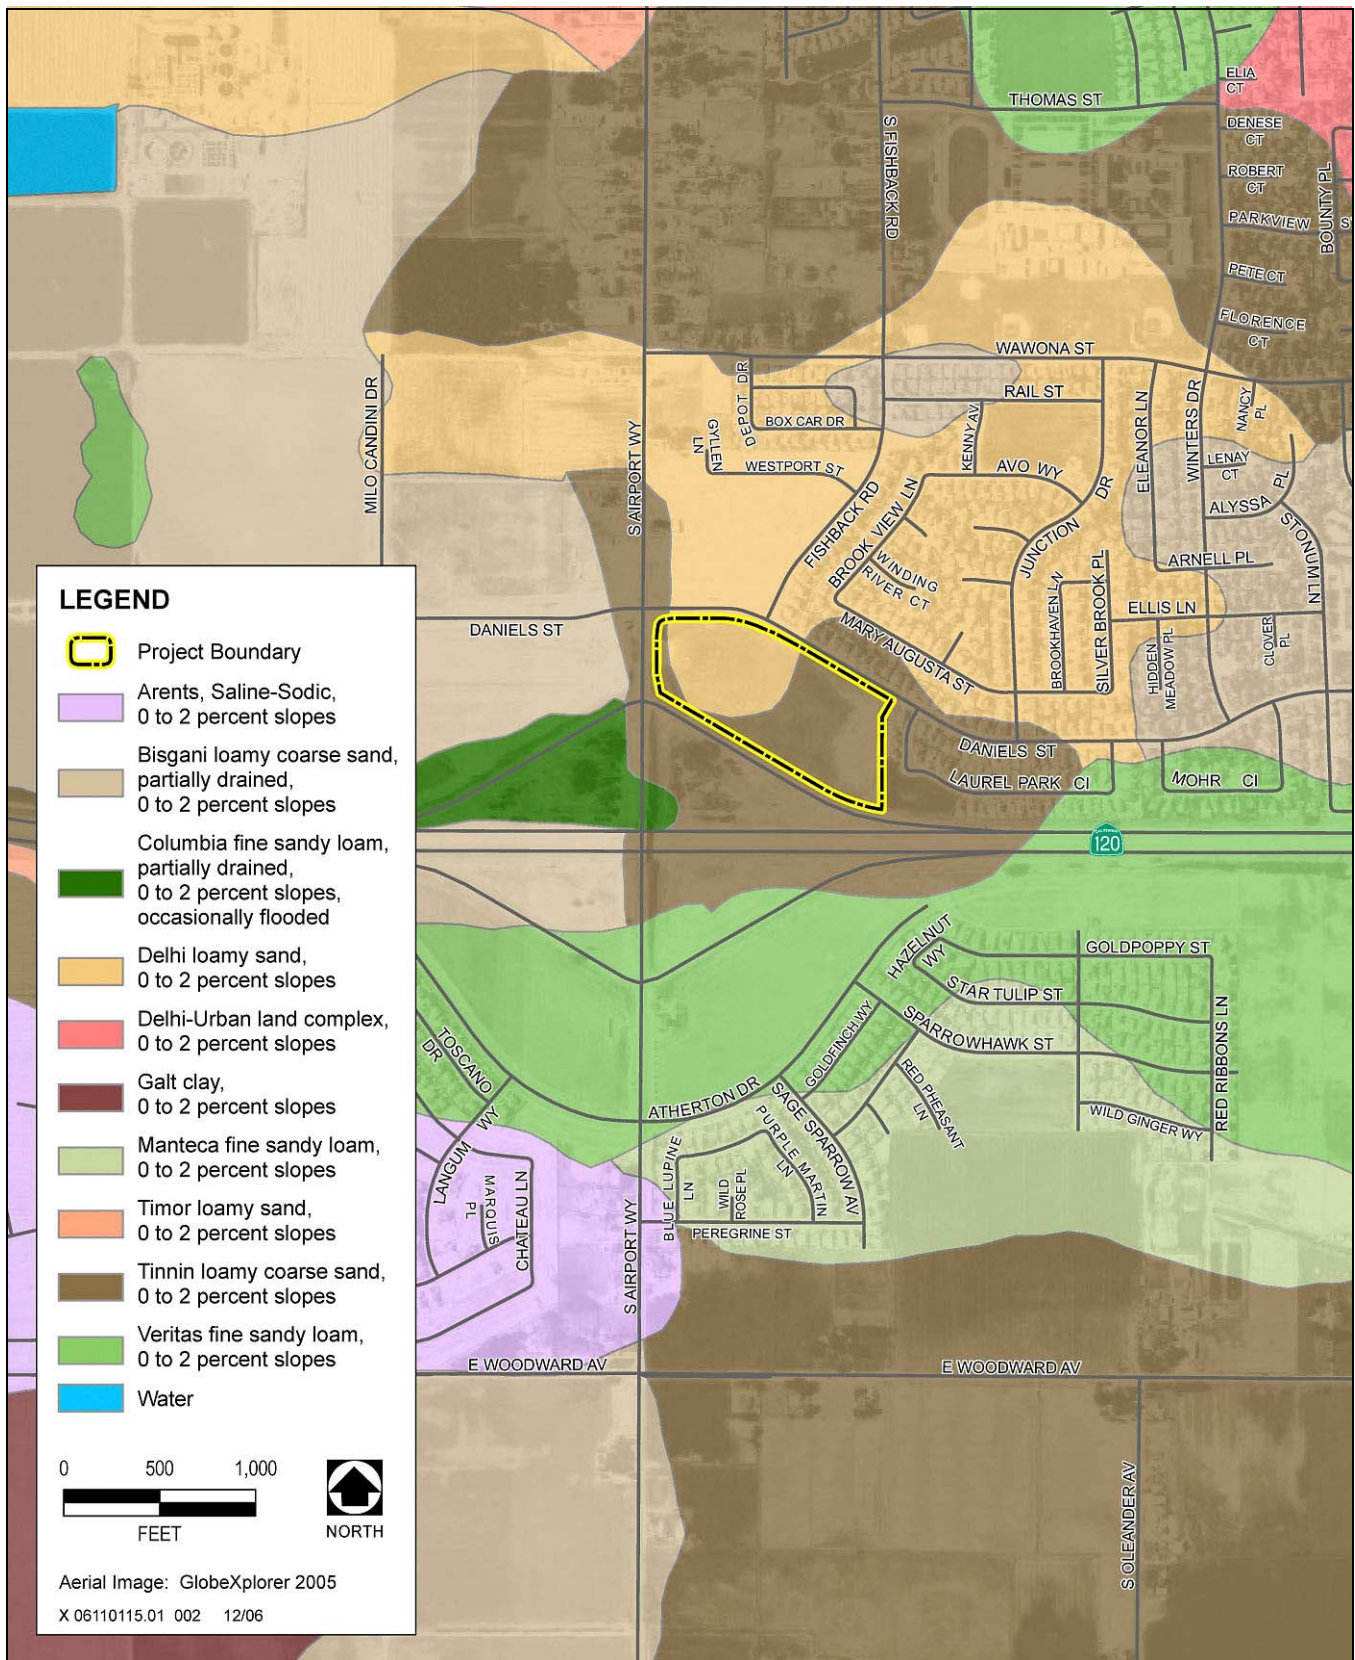 ELIA
CT
THOMAS ST
DENESE
CT
S FISHBACK RD
ROBERT
CT
BOUNTY PL
PARKVIEW
S
PETE CT
FLORENCE
CT
WAWONA ST
MILO CANDINI DR
DEPOT DR
RAIL ST
NANCY
PL
BOX CAR DR
KENNY AV
ELEANOR LN
WINTERS DR
S AIRPORT WY
GYLLEN
LN
WESTPORT ST
AVO WY
LENAY
CT
ALYSSA PL
FISHBACK RD
BROOK VIEW LN
JUNCTION DR
STONUM LN
WINDING
RIVER CT
ARNELL PL
BROOKHAVEN LN
SILVER BROOK PL
ELLIS LN
DANIELS ST
MARY AUGUSTA ST
HIDDEN
MEADOW PL
CLOVER
PL
DANIELS ST
LAUREL PARK CI
MOHR CI
CALIFORNIA
120
HAZELNUT
WY
GOLDPOPPY ST
STAR TULIP ST
RED RIBBONS LN
TOSCANO
DR
GOLDFINCH WY
SPARROWHAWK ST
ATHERTON DR
RED PHEASANT
LN
WILD GINGER WY
LANGUM WY
SAGE SPARROW AV
PURPLE MARTIN
LN
BLUE LUPINE
LN
WILD
ROSE PL
MARQUIS
PL
CHATEAU LN
PEREGRINE ST
S AIRPORT WY
E WOODWARD AV
E WOODWARD AV
S OLEANDER AV
LEGEND
Project Boundary
Arents, Saline-Sodic,
0 to 2 percent slopes
Bisgani loamy coarse sand,
partially drained,
0 to 2 percent slopes
Columbia fine sandy loam,
partially drained,
0 to 2 percent slopes,
occasionally flooded
Delhi loamy sand,
0 to 2 percent slopes
Delhi-Urban land complex,
0 to 2 percent slopes
Galt clay,
0 to 2 percent slopes
Manteca fine sandy loam,
0 to 2 percent slopes
Timor loamy sand,
0 to 2 percent slopes
Tinnin loamy coarse sand,
0 to 2 percent slopes
Veritas fine sandy loam,
0 to 2 percent slopes
Water
0 500 1,000
FEET
NORTH
Aerial Image: GlobeXplorer 2005
X 06110115.01 002 12/06